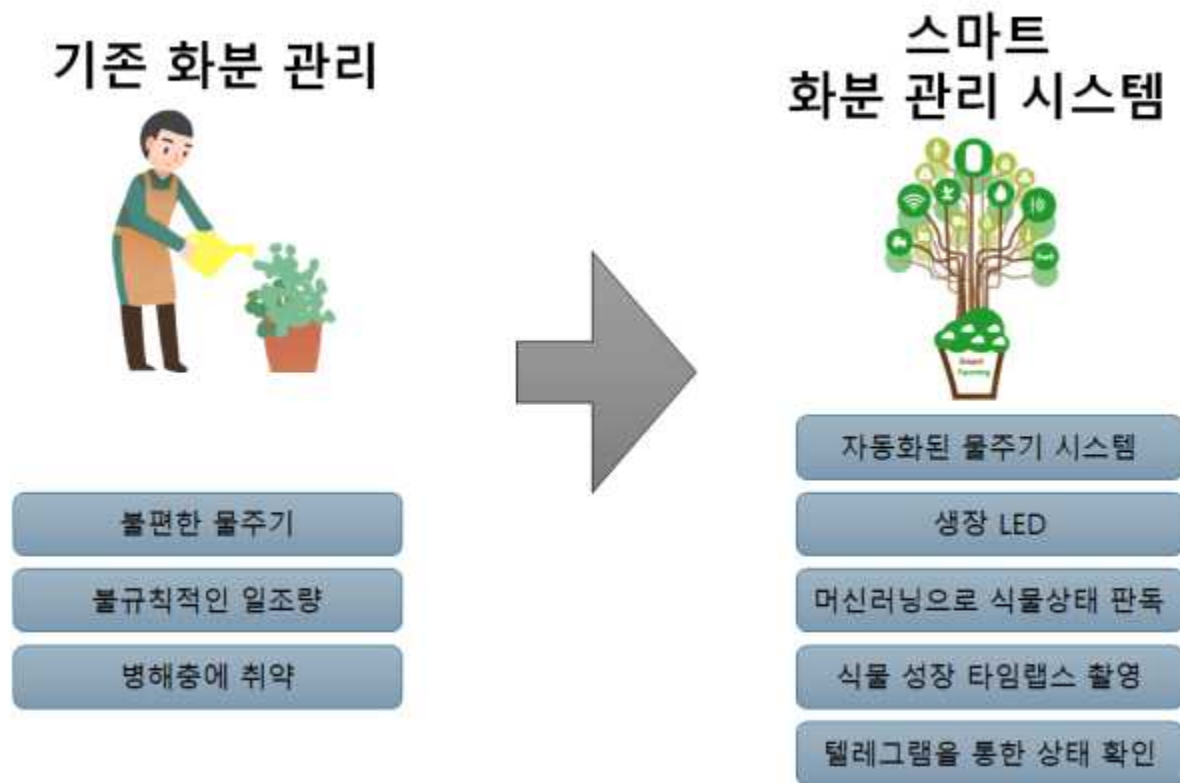 기존 화분 관리
불편한 물주기
불규칙적인 일조량
병해충에 취약
스마트
화분 관리 시스템
Smart
Farming
자동화된 물주기 시스템
생장 LED
머신러닝으로 식물상태 판독
식물 성장 타임랩스 촬영
텔레그램을 통한 상태 확인